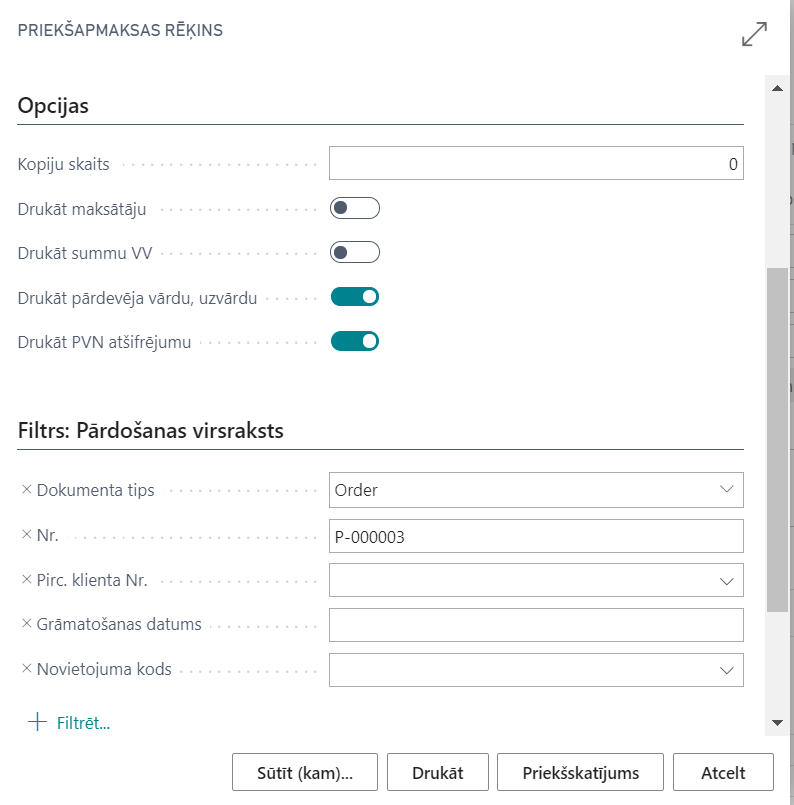 PRIEKŠAPMAKSAS RĒĶINS
Opcijas
Kopiju skaits 0
Drukāt maksātāju
Drukāt summu VV
Drukāt pārdevēja vārdu, uzvārdu
Drukāt PVN atšifrējumu
Filtrs: Pārdošanas virsraksts
Dokumenta tips Order
Nr. P-000003
Pirc. klienta Nr.
Grāmatošanas datums
Novietojuma kods
Filtrēt...
Sūtīt (kam)... Drukāt Priekšskatījums Atcelt